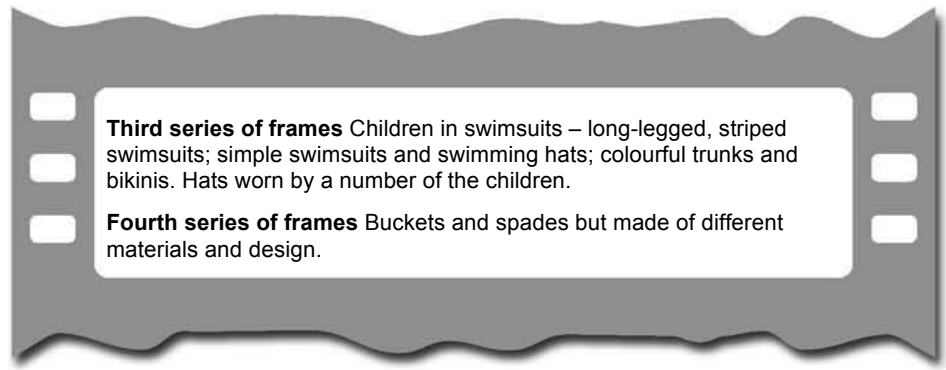 Third series of frames Children in swimsuits – long-legged, striped
swimsuits; simple swimsuits and swimming hats; colourful trunks and
bikinis. Hats worn by a number of the children.
Fourth series of frames Buckets and spades but made of different
materials and design.